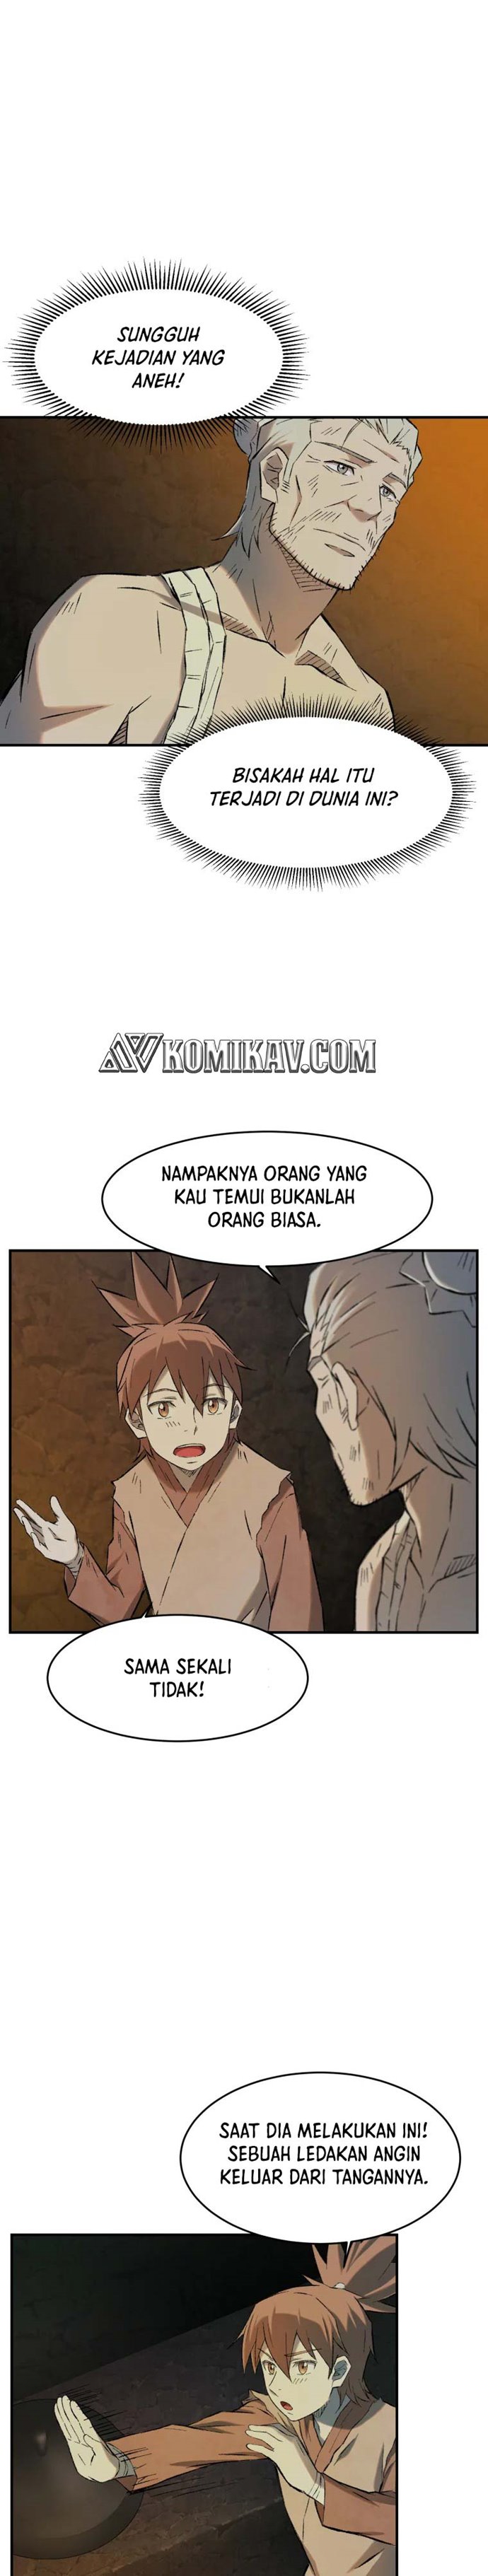 SUNGGUH
KEJADIAN YANG
ANEH!
BISAKAH HAL ITU
TERJADI DI DUNIA INI?
KOMIKAV.COM
NAMPAKNYA ORANG YANG
KAU TEMUI BUKANLAH
ORANG BIASA.
SAMA SEKALI
TIDAK!
SAAT DIA MELAKUKAN INI!
SEBUAH LEDAKAN ANGIN
KELUAR DARI TANGANNYA.